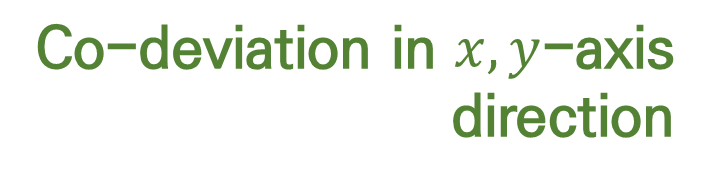 Co-deviation in x, y-axis
direction